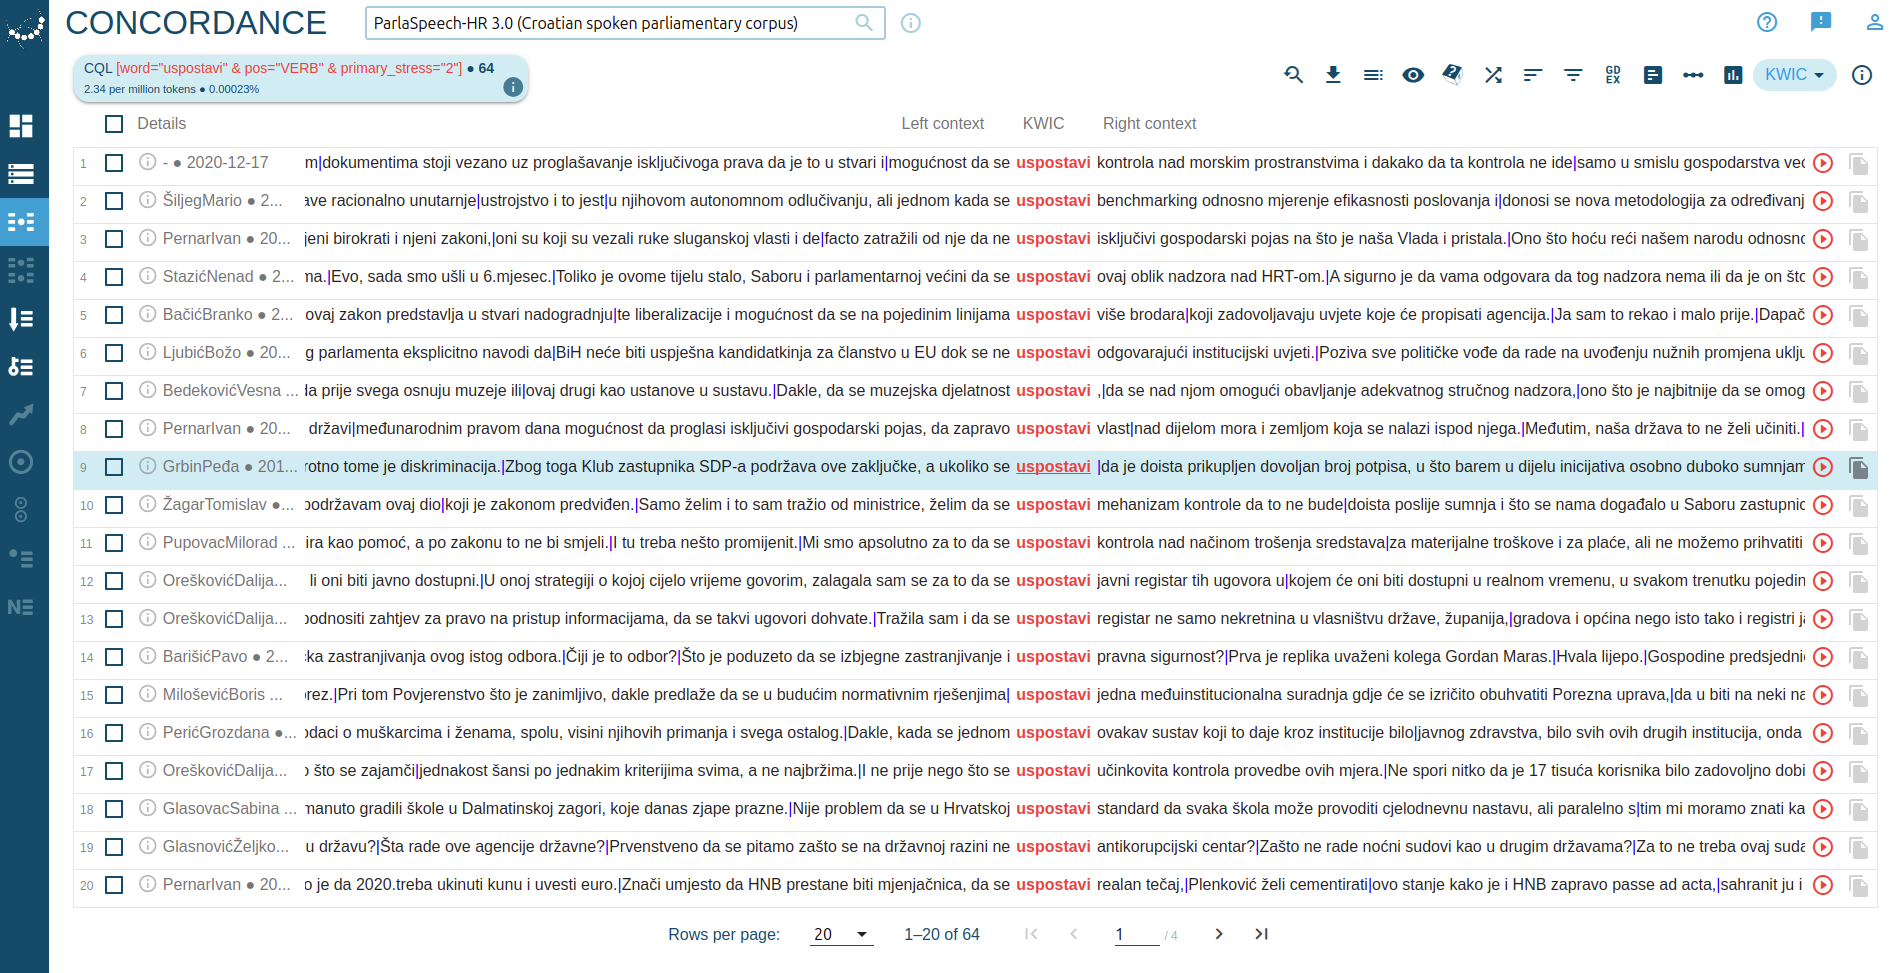 CONCORDANCE
ParlaSpeech-HR 3.0 (Croatian spoken parliamentary corpus)
CQL [word="uspostavi" & pos="VERB" & primary_stress="2"] ● 64
2.34 per million tokens ● 0.00023%
GD EX
KWIC
Details Left context KWIC Right context
1 - ● 2020-12-17 m|dokumentima stoji vezano uz proglašavanje isključivoga prava da je to u stvari i|mogućnost da se uspostavi kontrola nad morskim prostranstvima i dakako da ta kontrola ne ide|samo u smislu gospodarstva već
2 ŠiljegMario ● 2... ave racionalno unutarnje|ustrojstvo i to jest|u njihovom autonomnom odlučivanju, ali jednom kada se uspostavi benchmarking odnosno mjerenje efikasnosti poslovanja i|donosi se nova metodologija za određivanj
3 PernarIvan ● 20... jeni birokrati i njeni zakoni,|oni su koji su vezali ruke sluganskoj vlasti i de|facto zatražili od nje da ne uspostavi isključivi gospodarski pojas na što je naša Vlada i pristala.|Ono što hoću reći našem narodu odnosno
4 StazićNenad ● 2... ma.|Evo, sada smo ušli u 6.mjesec.|Toliko je ovome tijelu stalo, Saboru i parlamentarnoj većini da se uspostavi ovaj oblik nadzora nad HRT-om.|A sigurno je da vama odgovara da tog nadzora nema ili da je on što
5 BačićBranko ● 2... ovaj zakon predstavlja u stvari nadogradnju|te liberalizacije i mogućnost da se na pojedinim linijama uspostavi više brodara|koji zadovoljavaju uvjete koje će propisati agencija.|Ja sam to rekao i malo prije.|Dapač
6 LjubićBožo ● 20... g parlamenta eksplicitno navodi da|BiH neće biti uspješna kandidatkinja za članstvo u EU dok se ne uspostavi odgovarajući institucijski uvjeti.|Poziva sve političke vođe da rade na uvođenju nužnih promjena uklju
7 BedekovićVesna ... da prije svega osnuju muzeje ili|ovaj drugi kao ustanove u sustavu.|Dakle, da se muzejska djelatnost uspostavi ,|da se nad njom omogući obavljanje adekvatnog stručnog nadzora,|ono što je najbitnije da se omog
8 PernarIvan ● 20... državi|međunarodnim pravom dana mogućnost da proglasi isključivi gospodarski pojas, da zapravo uspostavi vlast|nad dijelom mora i zemljom koja se nalazi ispod njega.|Međutim, naša država to ne želi učiniti.|
9 GrbinPeđa ● 201... rotno tome je diskriminacija.|Zbog toga Klub zastupnika SDP-a podržava ove zaključke, a ukoliko se uspostavi |da je doista prikupljen dovoljan broj potpisa, u što barem u dijelu inicijativa osobno duboko sumnjam
10 ŽagarTomislav ●... podržavam ovaj dio|koji je zakonom predviđen.|Samo želim i to sam tražio od ministrice, želim da se uspostavi mehanizam kontrole da to ne bude|doista poslije sumnja i što se nama događalo u Saboru zastupnic
11 PupovacMilorad ... ira kao pomoć, a po zakonu to ne bi smjeli.|I tu treba nešto promijenit.|Mi smo apsolutno za to da se uspostavi kontrola nad načinom trošenja sredstava|za materijalne troškove i za plaće, ali ne možemo prihvatiti
12 OreškovićDalija... li oni biti javno dostupni.|U onoj strategiji o kojoj cijelo vrijeme govorim, zalagala sam se za to da se uspostavi javni registar tih ugovora u|kojem će oni biti dostupni u realnom vremenu, u svakom trenutku pojedin
13 OreškovićDalija... podnositi zahtjev za pravo na pristup informacijama, da se takvi ugovori dohvate.|Tražila sam i da se uspostavi registar ne samo nekretnina u vlasništvu države, županija,|gradova i općina nego isto tako i registri ja
14 BarišićPavo ● 2... čka zastranjivanja ovog istog odbora.|Čiji je to odbor?|Što je poduzeto da se izbjegne zastranjivanje i uspostavi pravna sigurnost?|Prva je replika uvaženi kolega Gordan Maras.|Hvala lijepo.|Gospodine predsjedni
15 MiloševićBoris ... orez.|Pri tom Povjerenstvo što je zanimljivo, dakle predlaže da se u budućim normativnim rješenjima| uspostavi jedna međuinstitucionalna suradnja gdje će se izričito obuhvatiti Porezna uprava,|da u biti na neki na
16 PerićGrozdana ●... odaci o muškarcima i ženama, spolu, visini njihovih primanja i svega ostalog.|Dakle, kada se jednom uspostavi ovakav sustav koji to daje kroz institucije bilo|javnog zdravstva, bilo svih ovih drugih institucija, onda
17 OreškovićDalija... o što se zajamči|jednakost šansi po jednakim kriterijima svima, a ne najbržima.|I ne prije nego što se uspostavi učinkovita kontrola provedbe ovih mjera.|Ne spori nitko da je 17 tisuća korisnika bilo zadovoljno dobi
18 GlasovacSabina ... manuto gradili škole u Dalmatinskoj zagori, koje danas zjape prazne.|Nije problem da se u Hrvatskoj uspostavi standard da svaka škola može provoditi cjelodnevnu nastavu, ali paralelno s|tim mi moramo znati ka
19 GlasnovićŽeljko... u državu?|Šta rade ove agencije državne?|Prvenstveno da se pitamo zašto se na državnoj razini ne uspostavi antikorupcijski centar?|Zašto ne rade noćni sudovi kao u drugim državama?|Za to ne treba ovaj suda
20 PernarIvan ● 20... o je da 2020.treba ukinuti kunu i uvesti euro.|Znači umjesto da HNB prestane biti mjenjačnica, da se uspostavi realan tečaj,|Plenković želi cementirati|ovo stanje kako je i HNB zapravo passe ad acta,|sahranit ju i
Rows per page: 20 1–20 of 64 1 / 4